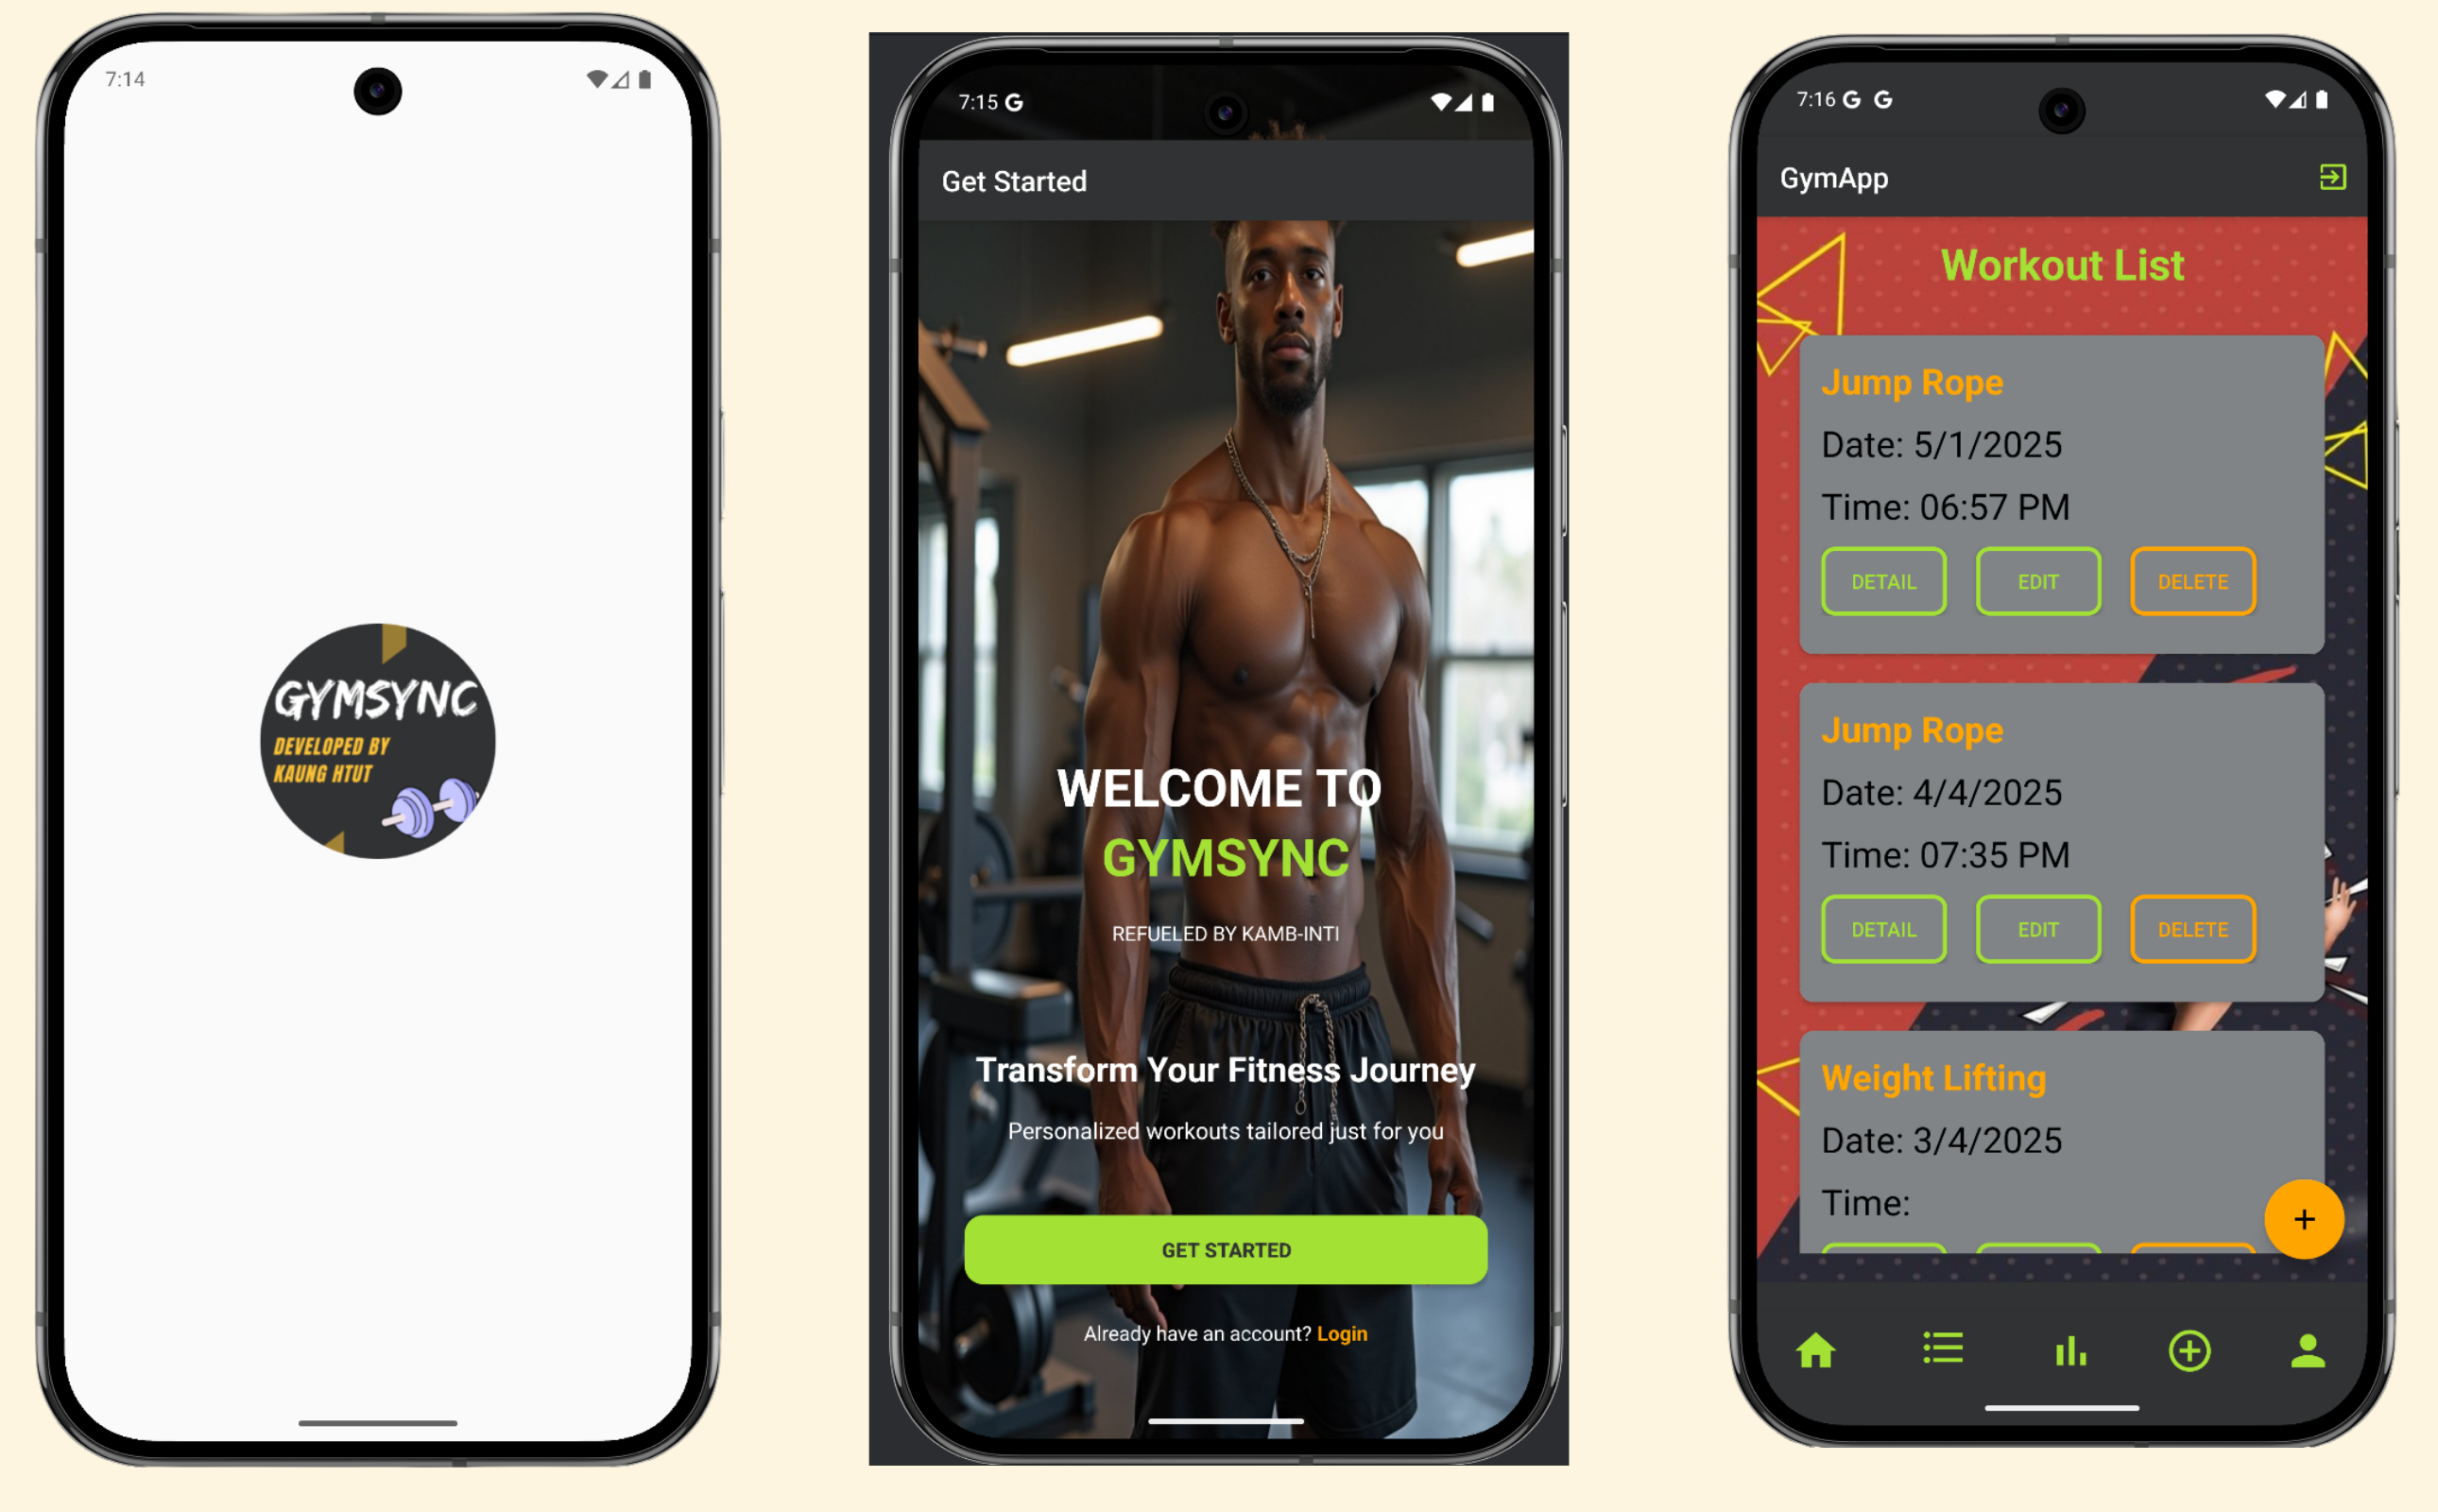 7:14
GYMSYNC
DEVELOPED BY
KAUNG HTUT
7:15 G
Get Started
WELCOME TO
GYMSYNC
REFUELED BY KAMB-INTI
Transform Your Fitness Journey
Personalized workouts tailored just for you
GET STARTED
Already have an account? Login
7:16 G G
GymApp
Workout List
Jump Rope
Date: 5/1/2025
Time: 06:57 PM
DETAIL EDIT DELETE
Jump Rope
Date: 4/4/2025
Time: 07:35 PM
DETAIL EDIT DELETE
Weight Lifting
Date: 3/4/2025
Time:
+